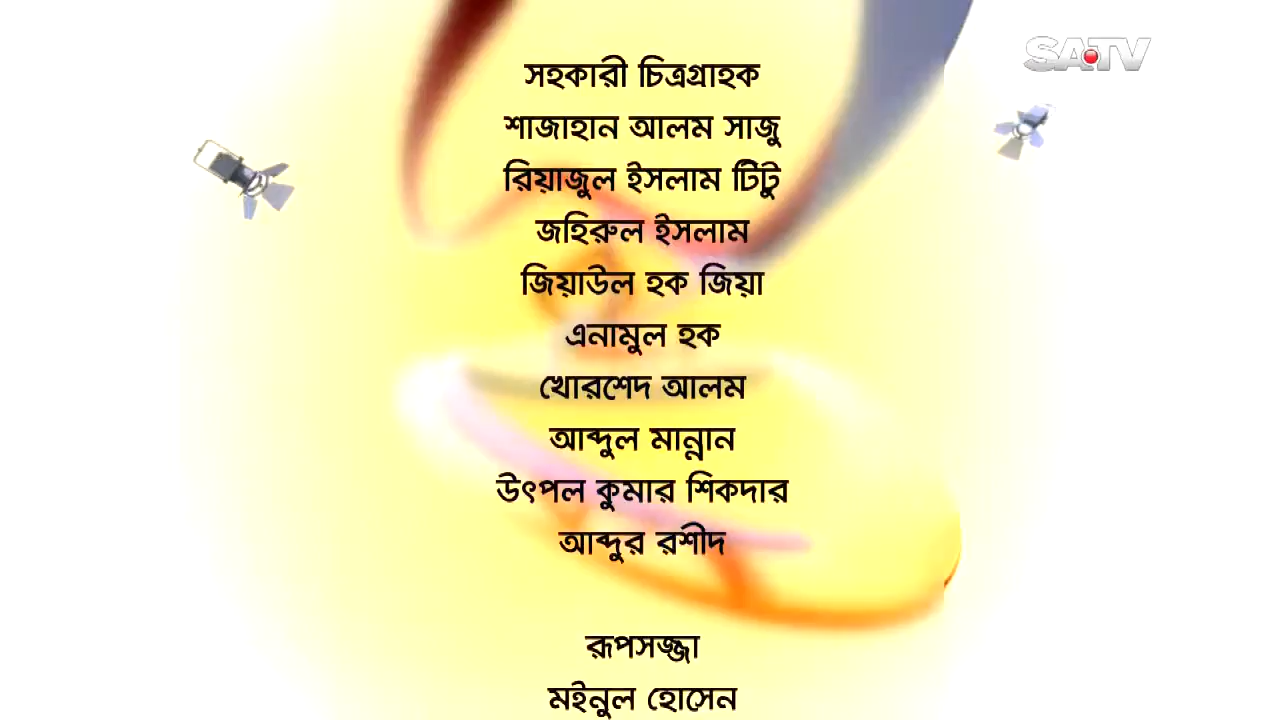 SATV
সহকারী চিত্রগ্রাহক
শাজাহান আলম সাজু
রিয়াজুল ইসলাম টিটু
জহিরুল ইসলাম
জিয়াউল হক জিয়া
এনামুল হক
খোরশেদ আলম
আব্দুল মান্নান
উৎপল কুমার শিকদার
আব্দুর রশীদ
রূপসজ্জা
মইনুল হোসেন